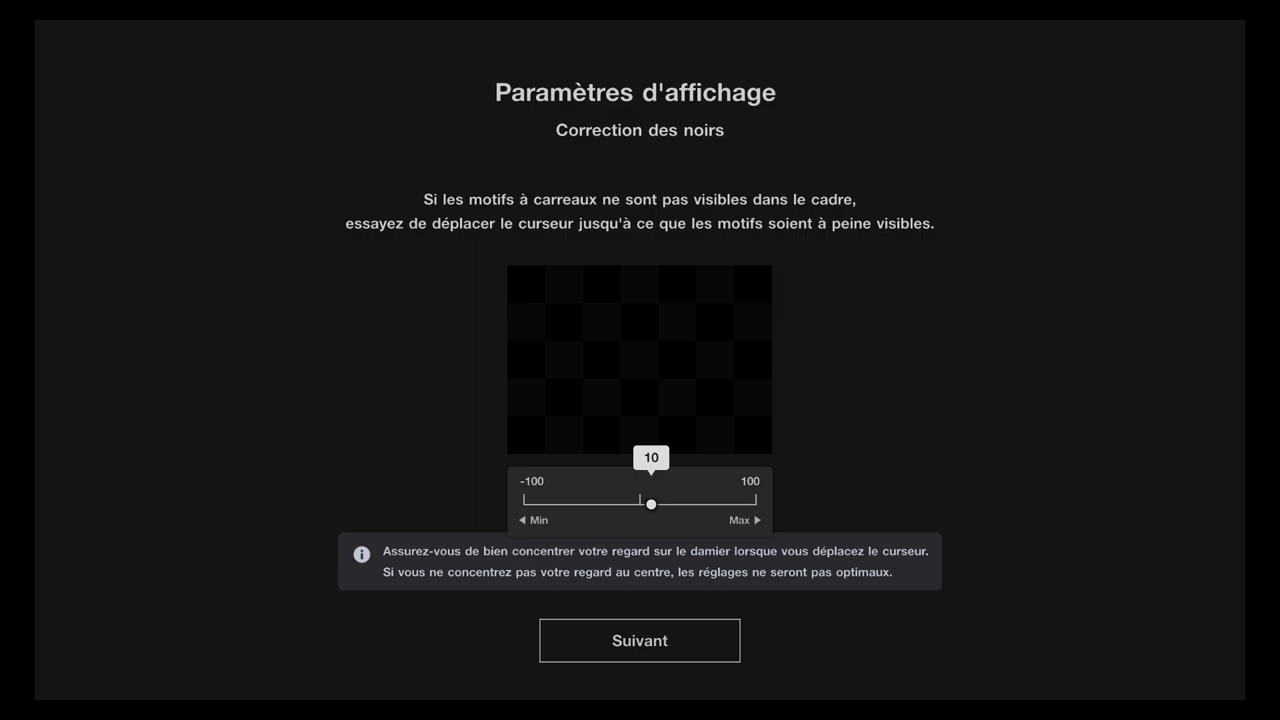 Paramètres d'affichage
Correction des noirs
Si les motifs à carreaux ne sont pas visibles dans le cadre,
essayez de déplacer le curseur jusqu'à ce que les motifs soient à peine visibles.
10
-100 100
Min Max
Assurez-vous de bien concentrer votre regard sur le damier lorsque vous déplacez le curseur.
Si vous ne concentrez pas votre regard au centre, les réglages ne seront pas optimaux.
Suivant